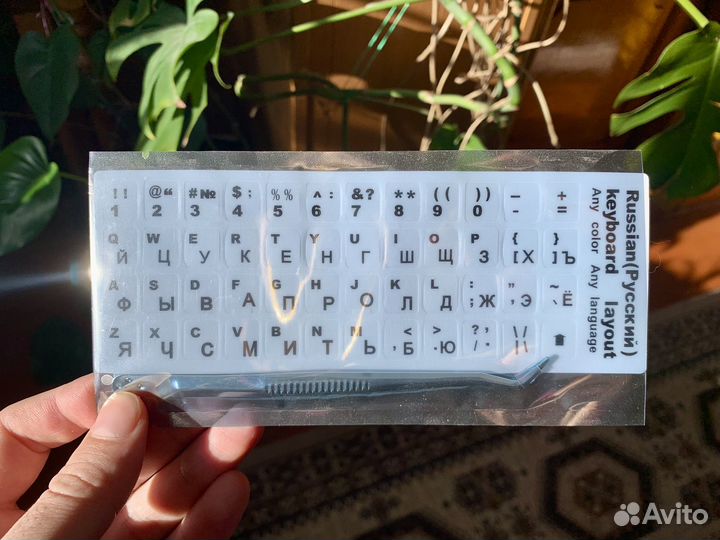 !! @“ #№ $; %% ^: &? ** (( )) _ +
1 2 3 4 5 6 7 8 9 0 - =
Q W E R T Y U I O P { }
Й Ц У К Е Н Г Ш Щ З [Х ]Ъ
A S D F G H J K L : " ~
Ф Ы В А П Р О Л Д ;Ж 'Э `Ё
Z X C V B N M < > ?, |/
Я Ч С М И Т Ь ,Б .Ю /. \\
Russian(Русский)
keyboard layout
Any color Any language
Avito